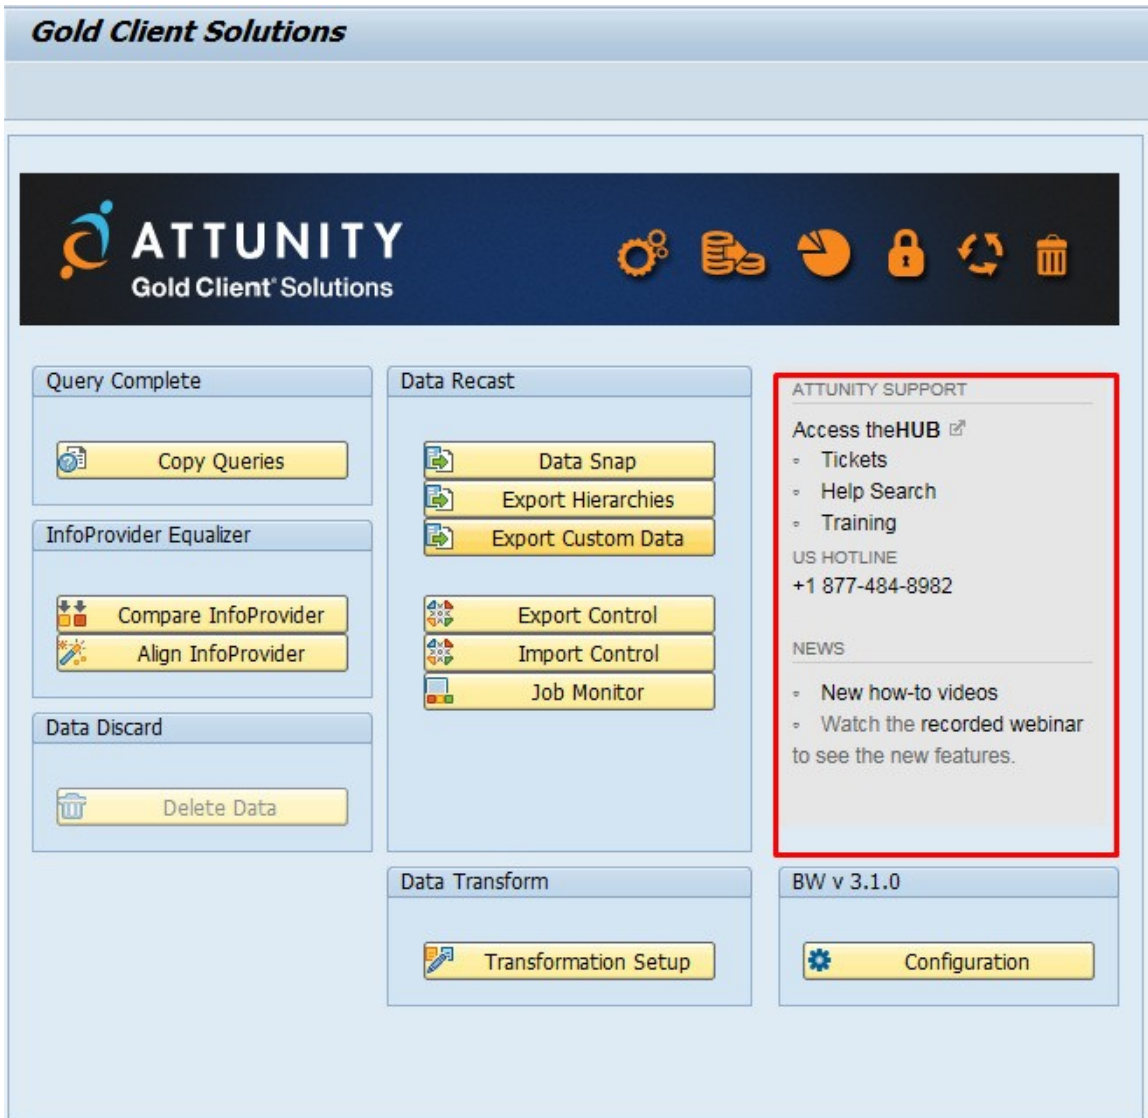 Gold Client Solutions
ATTUNITY
Gold Client® Solutions
Query Complete
Copy Queries
InfoProvider Equalizer
Compare InfoProvider
Align InfoProvider
Data Discard
Delete Data
Data Recast
Data Snap
Export Hierarchies
Export Custom Data
Export Control
Import Control
Job Monitor
Data Transform
Transformation Setup
ATTUNITY SUPPORT
Access theHUB
◦ Tickets
◦ Help Search
◦ Training
US HOTLINE
+1 877-484-8982
NEWS
◦ New how-to videos
◦ Watch the recorded webinar
to see the new features.
BW v 3.1.0
Configuration